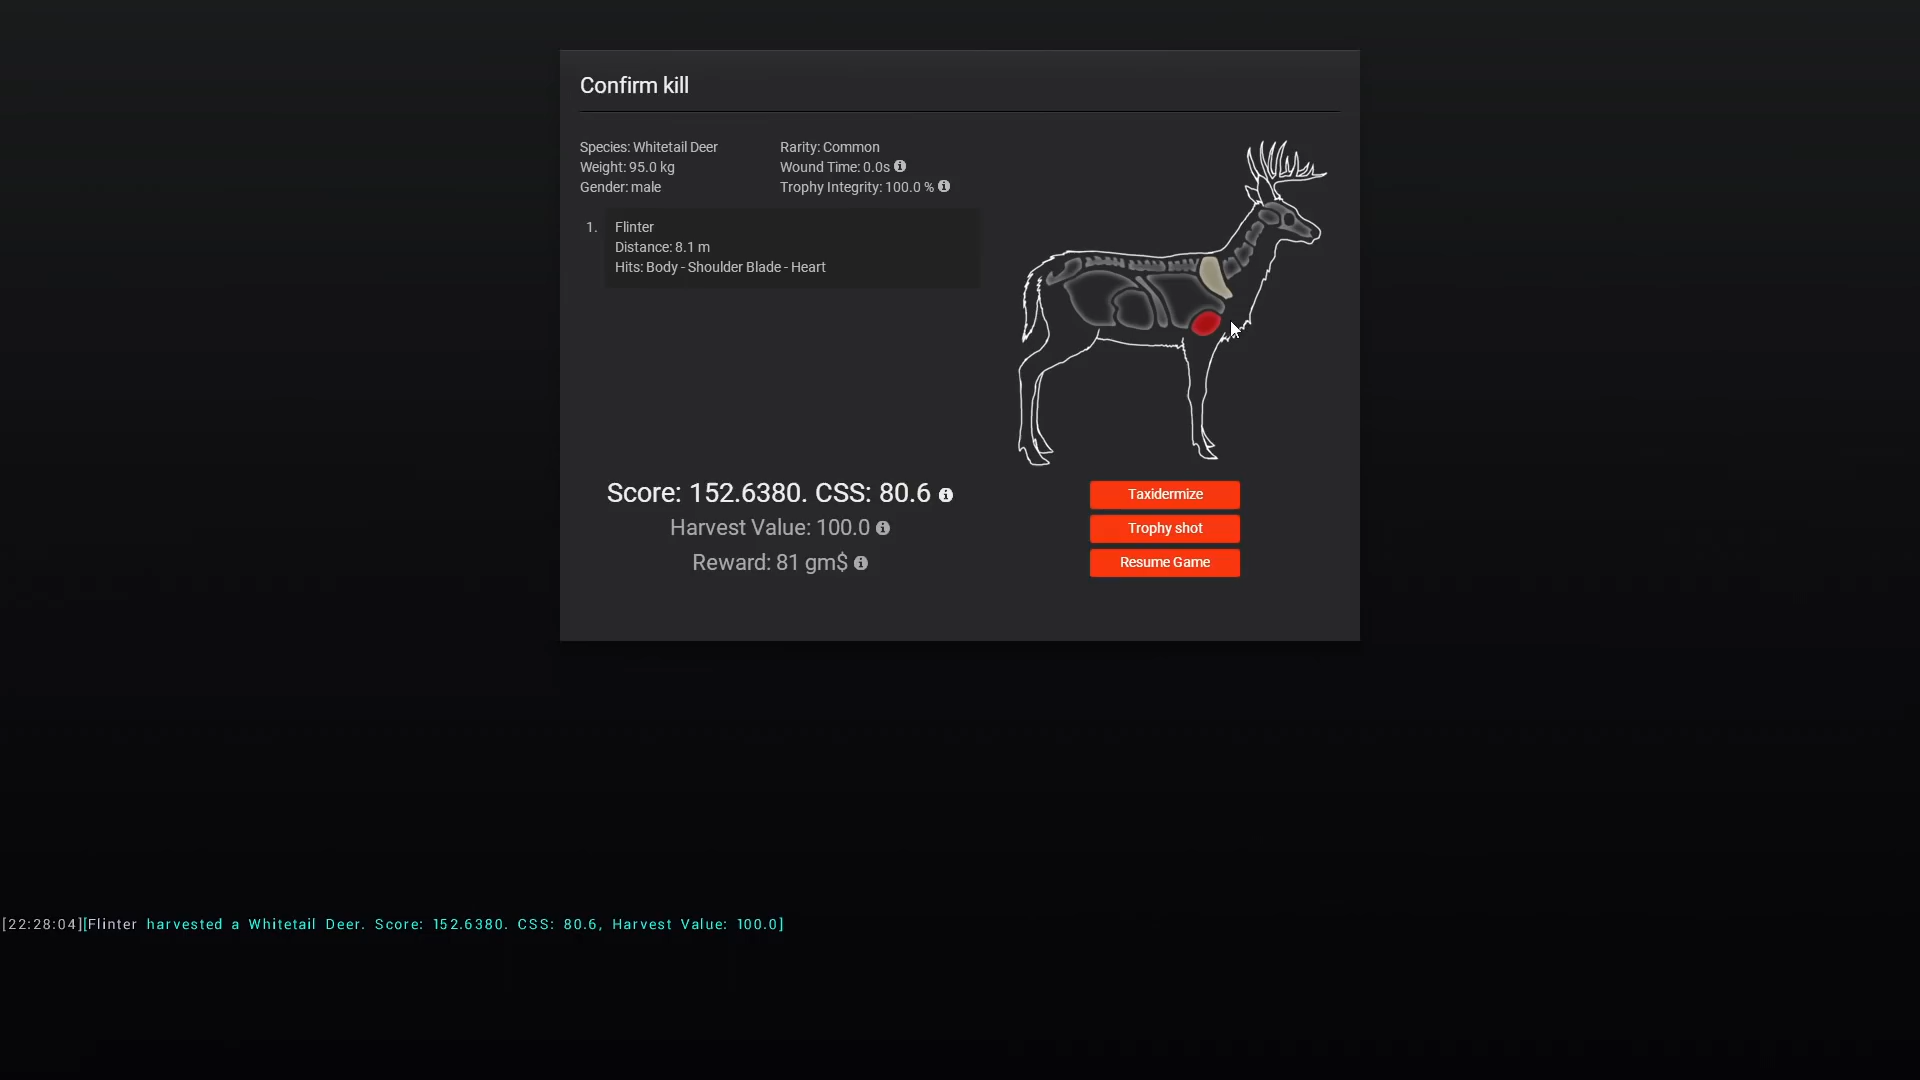 Confirm kill
Species: Whitetail Deer
Weight: 95.0 kg
Gender: male
Rarity: Common
Wound Time: 0.0s
Trophy Integrity: 100.0 %
1. Flinter
Distance: 8.1 m
Hits: Body - Shoulder Blade - Heart
Score: 152.6380. CSS: 80.6
Harvest Value: 100.0
Reward: 81 gm$
Taxidermize
Trophy shot
Resume Game
[22:28:04][Flinter harvested a Whitetail Deer. Score: 152.6380. CSS: 80.6, Harvest Value: 100.0]